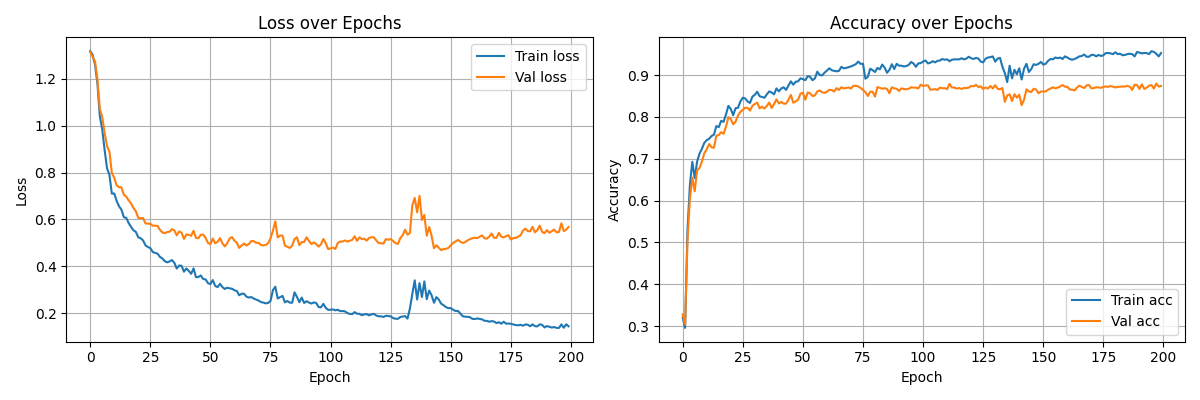 Loss over Epochs
Loss
1.2
1.0
0.8
0.6
0.4
0.2
0 25 50 75 100 125 150 175 200
Epoch
Train loss
Val loss
Accuracy over Epochs
Accuracy
0.9
0.8
0.7
0.6
0.5
0.4
0.3
0 25 50 75 100 125 150 175 200
Epoch
Train acc
Val acc